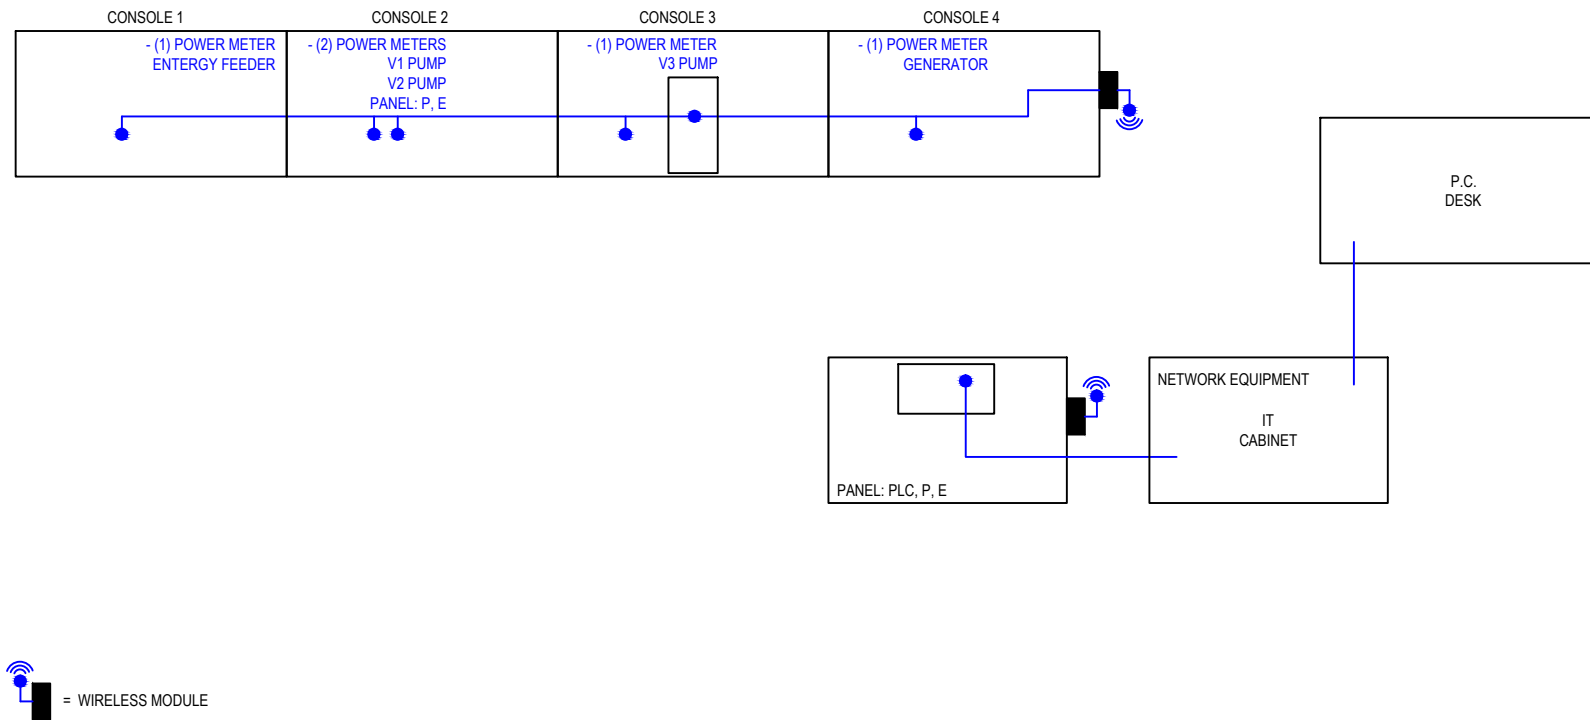 CONSOLE 1
CONSOLE 2
CONSOLE 3
CONSOLE 4
- (1) POWER METER
ENTERGY FEEDER
- (2) POWER METERS
V1 PUMP
V2 PUMP
PANEL: P, E
- (1) POWER METER
V3 PUMP
- (1) POWER METER
GENERATOR
P.C.
DESK
NETWORK EQUIPMENT
IT
CABINET
PANEL: PLC, P, E
= WIRELESS MODULE